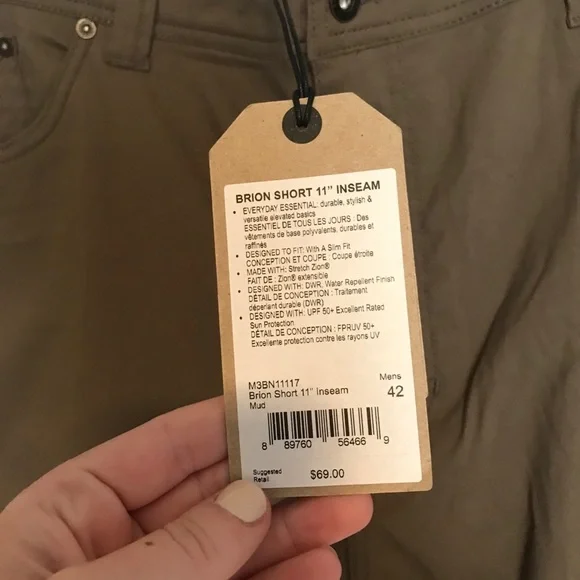 BRION SHORT 11" INSEAM
• EVERYDAY ESSENTIAL: durable, stylish &
versatile elevated basics
ESSENTIEL DE TOUS LES JOURS : Des
vêtements de base polyvalents, durables et
raffinés
• DESIGNED TO FIT: With A Slim Fit
CONCEPTION ET COUPE : Coupe étroite
• MADE WITH: Stretch Zion®
FAIT DE : Zion® extensible
• DESIGNED WITH: DWR, Water Repellent Finish
DÉTAIL DE CONCEPTION : Traitement
déperlant durable (DWR)
• DESIGNED WITH: UPF 50+ Excellent Rated
Sun Protection
DÉTAIL DE CONCEPTION : FPRUV 50+
Excellente protection contre les rayons UV
M3BN11117 Mens
Brion Short 11" Inseam 42
Mud
8 89760 56466 9
Suggested
Retail $69.00